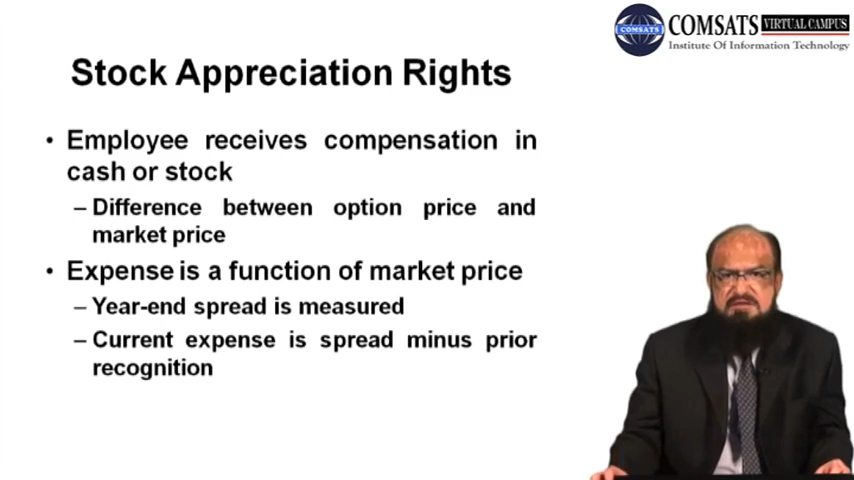 COMSATS VIRTUAL CAMPUS
COMSATS
Institute Of Information Technology
Stock Appreciation Rights
• Employee receives compensation in
cash or stock
– Difference between option price and
market price
• Expense is a function of market price
– Year-end spread is measured
– Current expense is spread minus prior
recognition